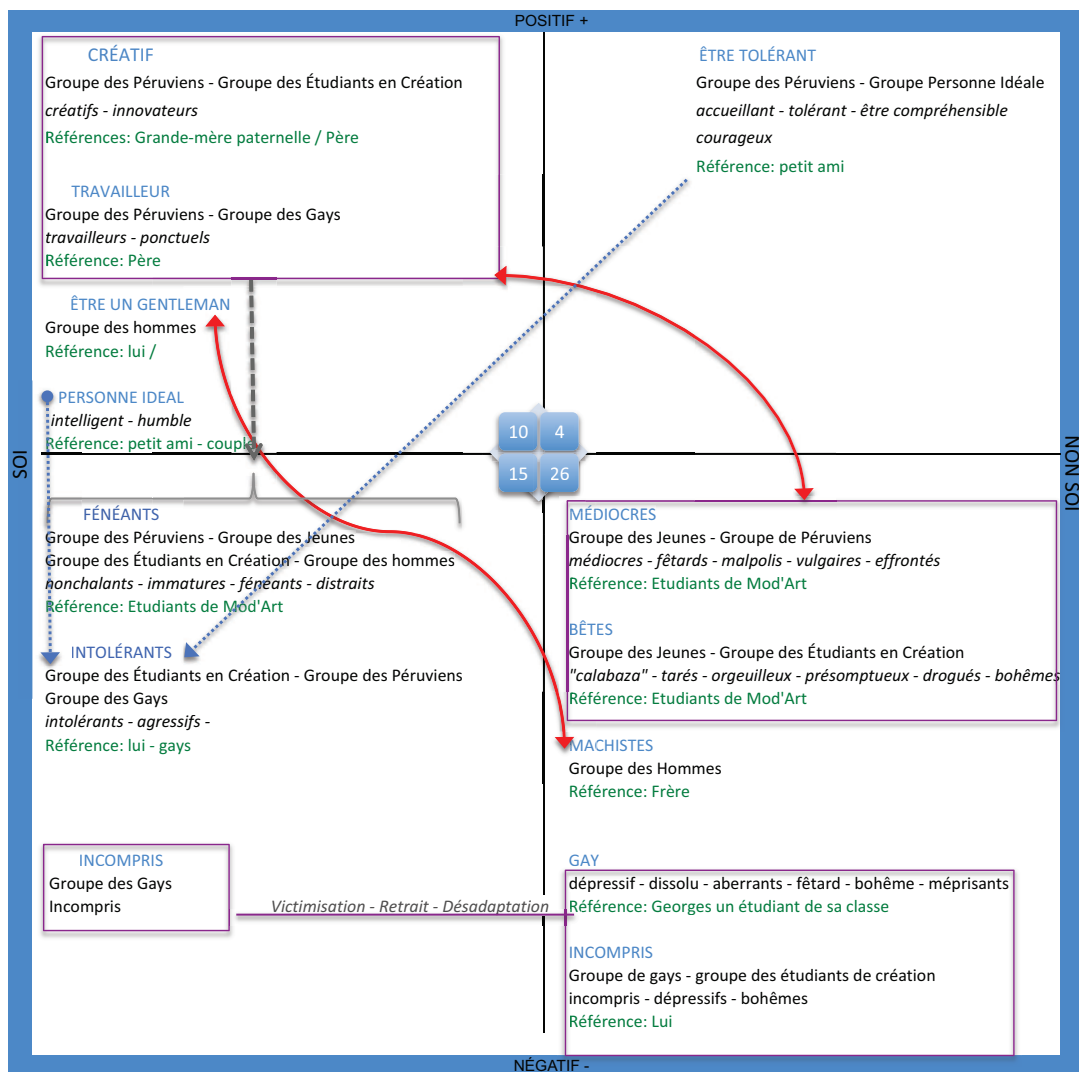 POSITIF +
CRÉATIF
Groupe des Péruviens - Groupe des Étudiants en Création
créatifs - innovateurs
Références: Grande-mère paternelle / Père
TRAVAILLEUR
Groupe des Péruviens - Groupe des Gays
travailleurs - ponctuels
Référence: Père
ÊTRE UN GENTLEMAN
Groupe des hommes
Référence: lui /
PERSONNE IDEAL
intelligent - humble
Référence: petit ami - couple
ÊTRE TOLÉRANT
Groupe des Péruviens - Groupe Personne Idéale
accueillant - tolérant - être compréhensible
courageux
Référence: petit ami
SOI
10 4
15 26
NON SOI
FÉNÉANTS
Groupe des Péruviens - Groupe des Jeunes
Groupe des Étudiants en Création - Groupe des hommes
nonchalants - immatures - fénéants - distraits
Référence: Etudiants de Mod'Art
INTOLÉRANTS
Groupe des Étudiants en Création - Groupe des Péruviens
Groupe des Gays
intolérants - agressifs -
Référence: lui - gays
INCOMPRIS
Groupe des Gays
Incompris
Victimisation - Retrait - Désadaptation
MÉDIOCRES
Groupe des Jeunes - Groupe de Péruviens
médiocres - fêtards - malpolis - vulgaires - effrontés
Référence: Etudiants de Mod'Art
BÊTES
Groupe des Jeunes - Groupe des Étudiants en Création
"calabaza" - tarés - orgeuilleux - présomptueux - drogués - bohêmes
Référence: Etudiants de Mod'Art
MACHISTES
Groupe des Hommes
Référence: Frère
GAY
dépressif - dissolu - aberrants - fêtard - bohême - méprisants
Référence: Georges un étudiant de sa classe
INCOMPRIS
Groupe de gays - groupe des étudiants de création
incompris - dépressifs - bohêmes
Référence: Lui
NÉGATIF -